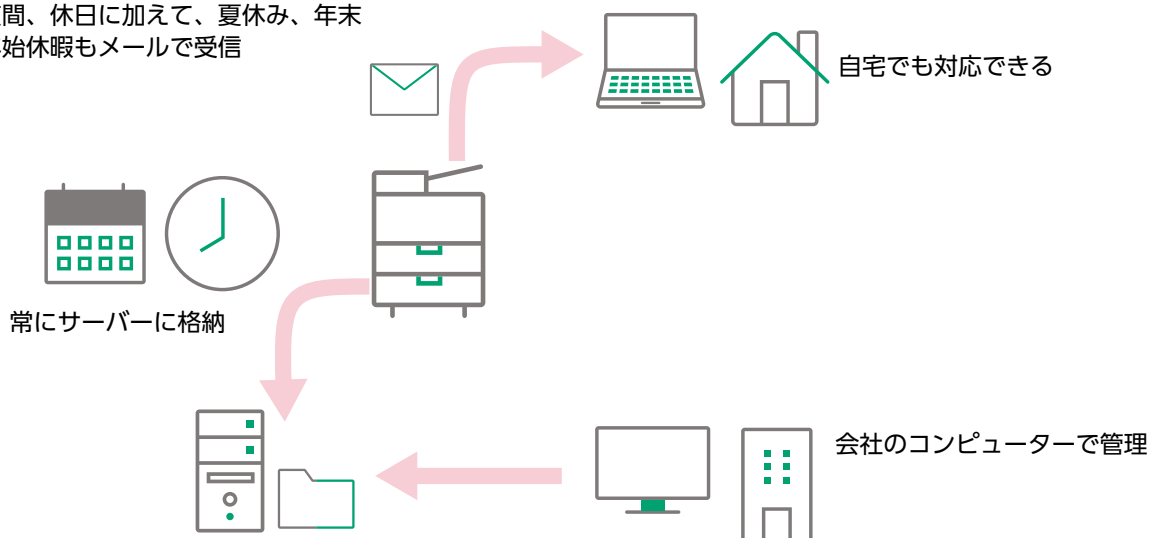 間、休日に加えて、夏休み、年末
始休暇もメールで受信
自宅でも対応できる
常にサーバーに格納
会社のコンピューターで管理